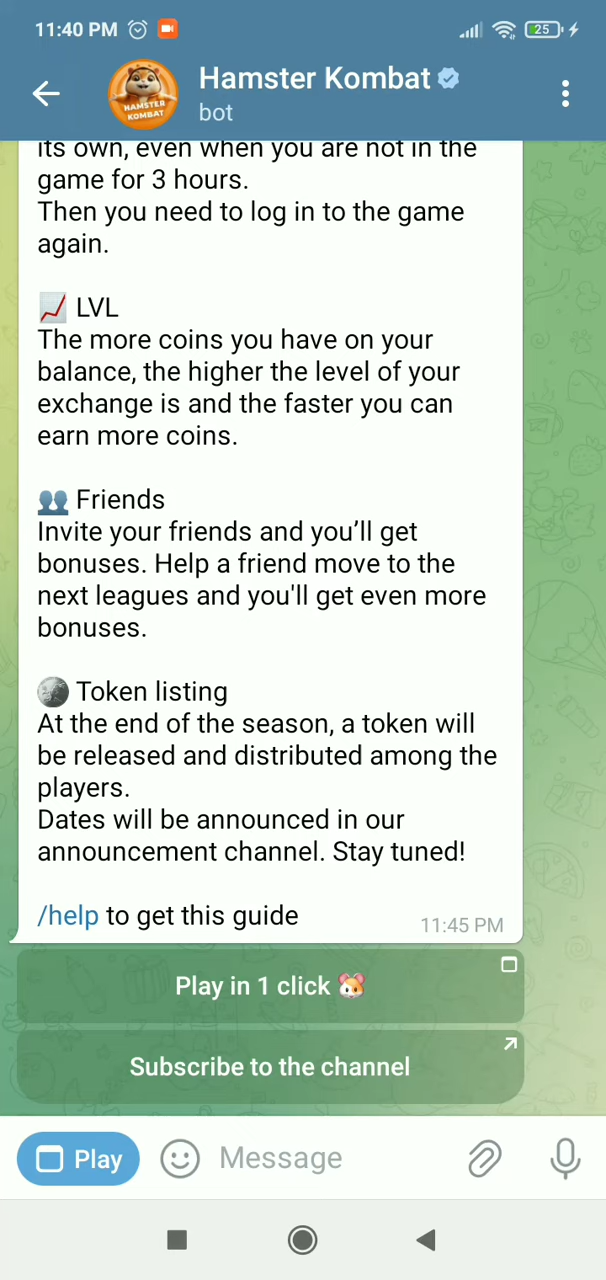 11:40 PM
25
Hamster Kombat
bot
HAMSTER
KOMBAT
its own, even when you are not in the
game for 3 hours.
Then you need to log in to the game
again.
📈 LVL
The more coins you have on your
balance, the higher the level of your
exchange is and the faster you can
earn more coins.
👥 Friends
Invite your friends and you’ll get
bonuses. Help a friend move to the
next leagues and you'll get even more
bonuses.
🌑 Token listing
At the end of the season, a token will
be released and distributed among the
players.
Dates will be announced in our
announcement channel. Stay tuned!
/help to get this guide
11:45 PM
Play in 1 click 🐹
Subscribe to the channel
Play
Message